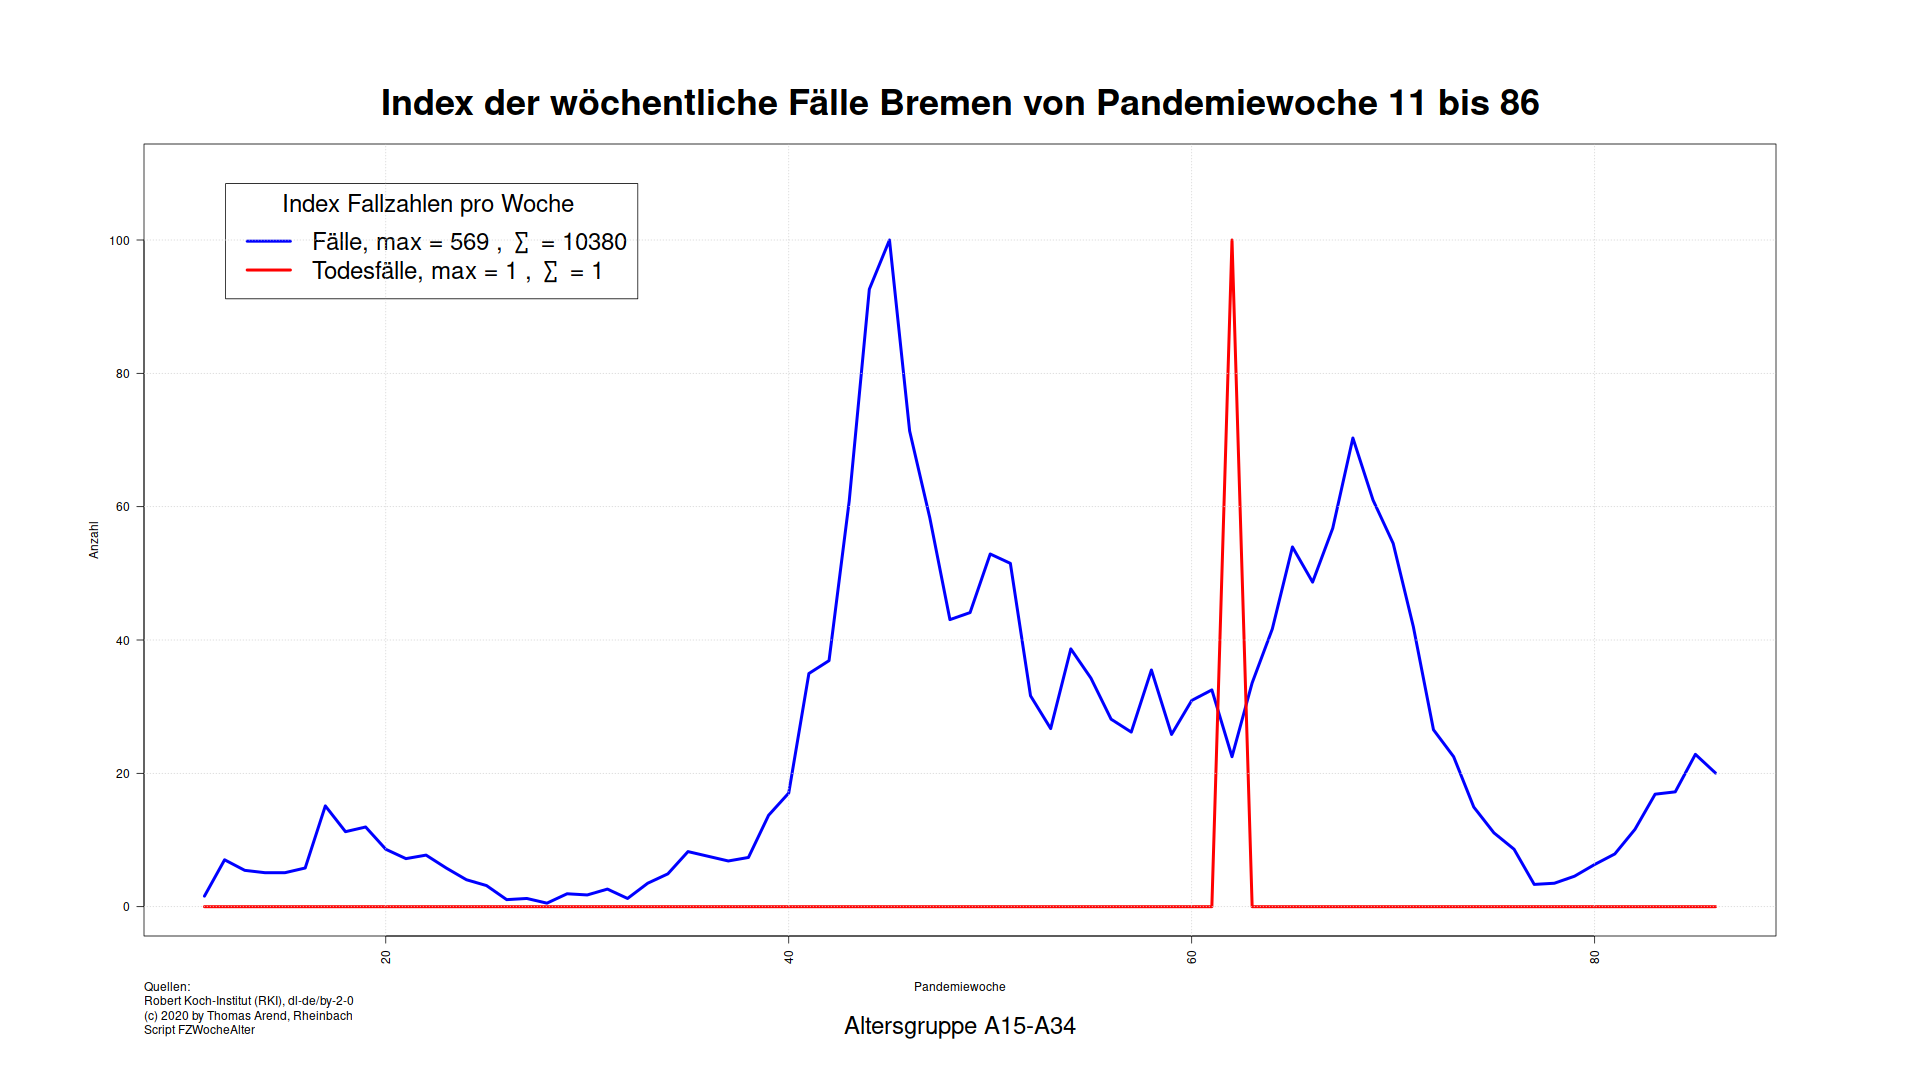 Index der wöchentliche Fälle Bremen von Pandemiewoche 11 bis 86
Index Fallzahlen pro Woche
Fälle, max = 569 , ∑ = 10380
Todesfälle, max = 1 , ∑ = 1
100
80
60
40
20
0
Anzahl
20
40
60
80
Pandemiewoche
Quellen:
Robert Koch-Institut (RKI), dl-de/by-2-0
(c) 2020 by Thomas Arend, Rheinbach
Script FZWocheAlter
Altersgruppe A15-A34